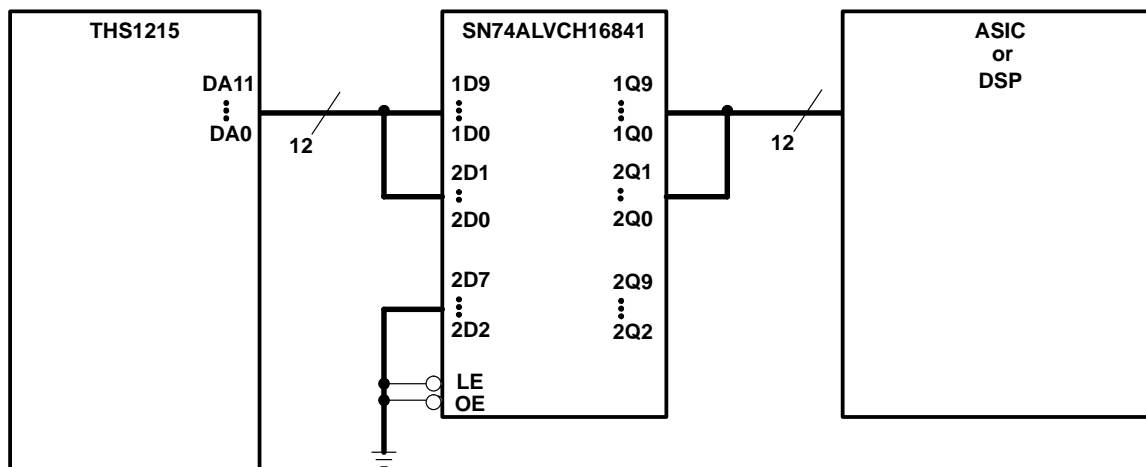 THS1215
DA11
DA0
12
SN74ALVCH16841
1D9
1D0
2D1
2D0
2D7
2D2
LE
OE
1Q9
1Q0
2Q1
2Q0
2Q9
2Q2
12
ASIC
or
DSP